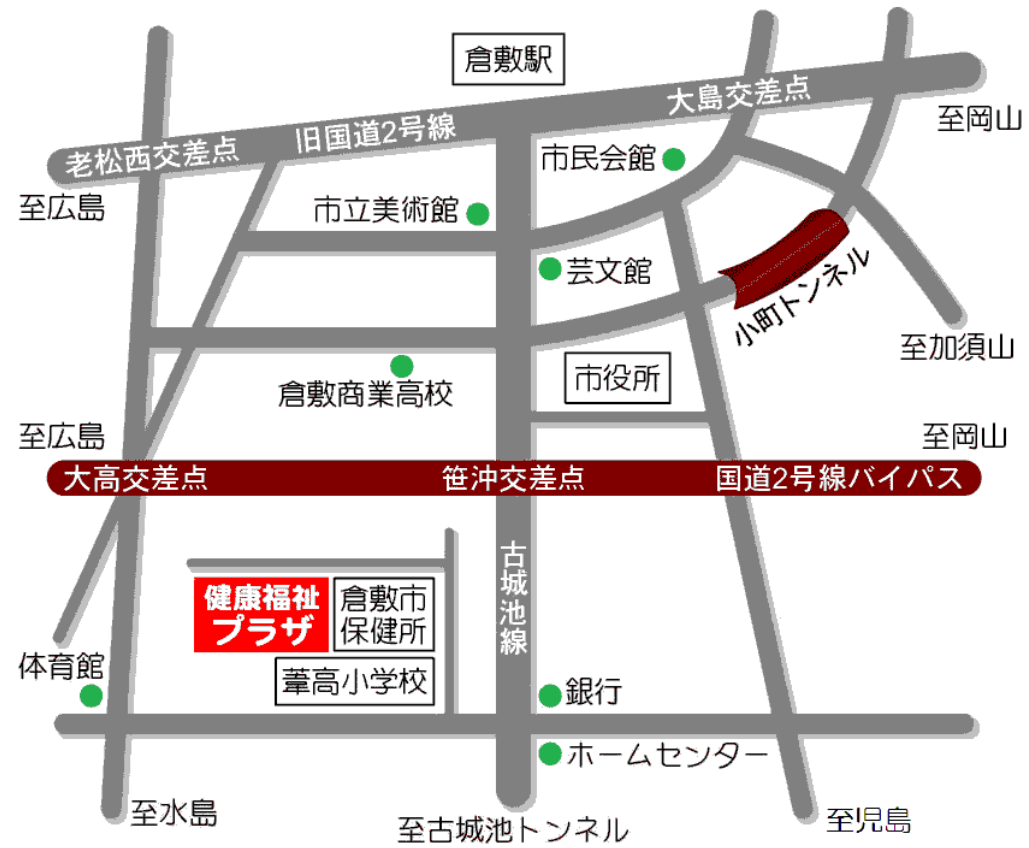 倉敷駅
大島交差点
至岡山
旧国道2号線
老松西交差点
市民会館
至広島
市立美術館
芸文館
小町トンネル
至加須山
市役所
倉敷商業高校
至広島
至岡山
大高交差点
笹沖交差点
国道2号線バイパス
古城池線
健康福祉
プラザ
倉敷市
保健所
葦高小学校
体育館
銀行
ホームセンター
至水島
至古城池トンネル
至児島